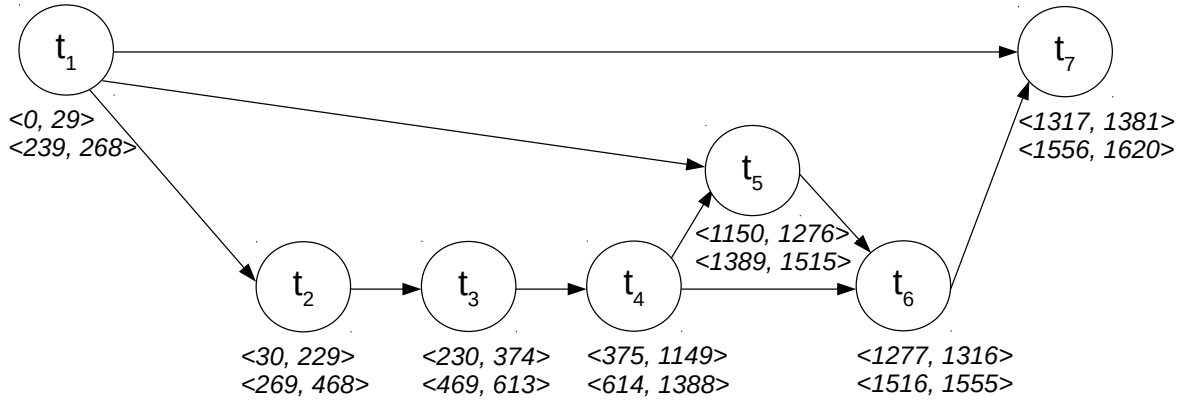 t1
t7
<0, 29>
<239, 268>
<1317, 1381>
<1556, 1620>
t5
<1150, 1276>
<1389, 1515>
t2
t3
t4
t6
<30, 229>
<269, 468>
<230, 374>
<469, 613>
<375, 1149>
<614, 1388>
<1277, 1316>
<1516, 1555>